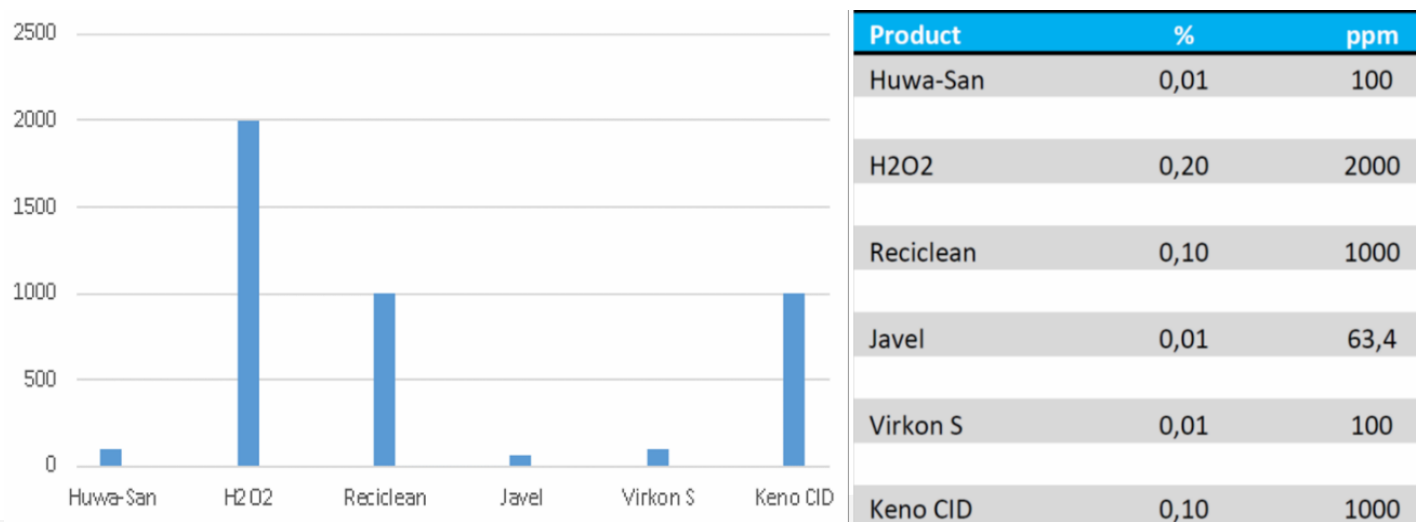 2500
2000
1500
1000
500
0
Huwa-San H2O2 Reciclean Javel Virkon S Keno CID
Product % ppm
Huwa-San 0,01 100
H2O2 0,20 2000
Reciclean 0,10 1000
Javel 0,01 63,4
Virkon S 0,01 100
Keno CID 0,10 1000